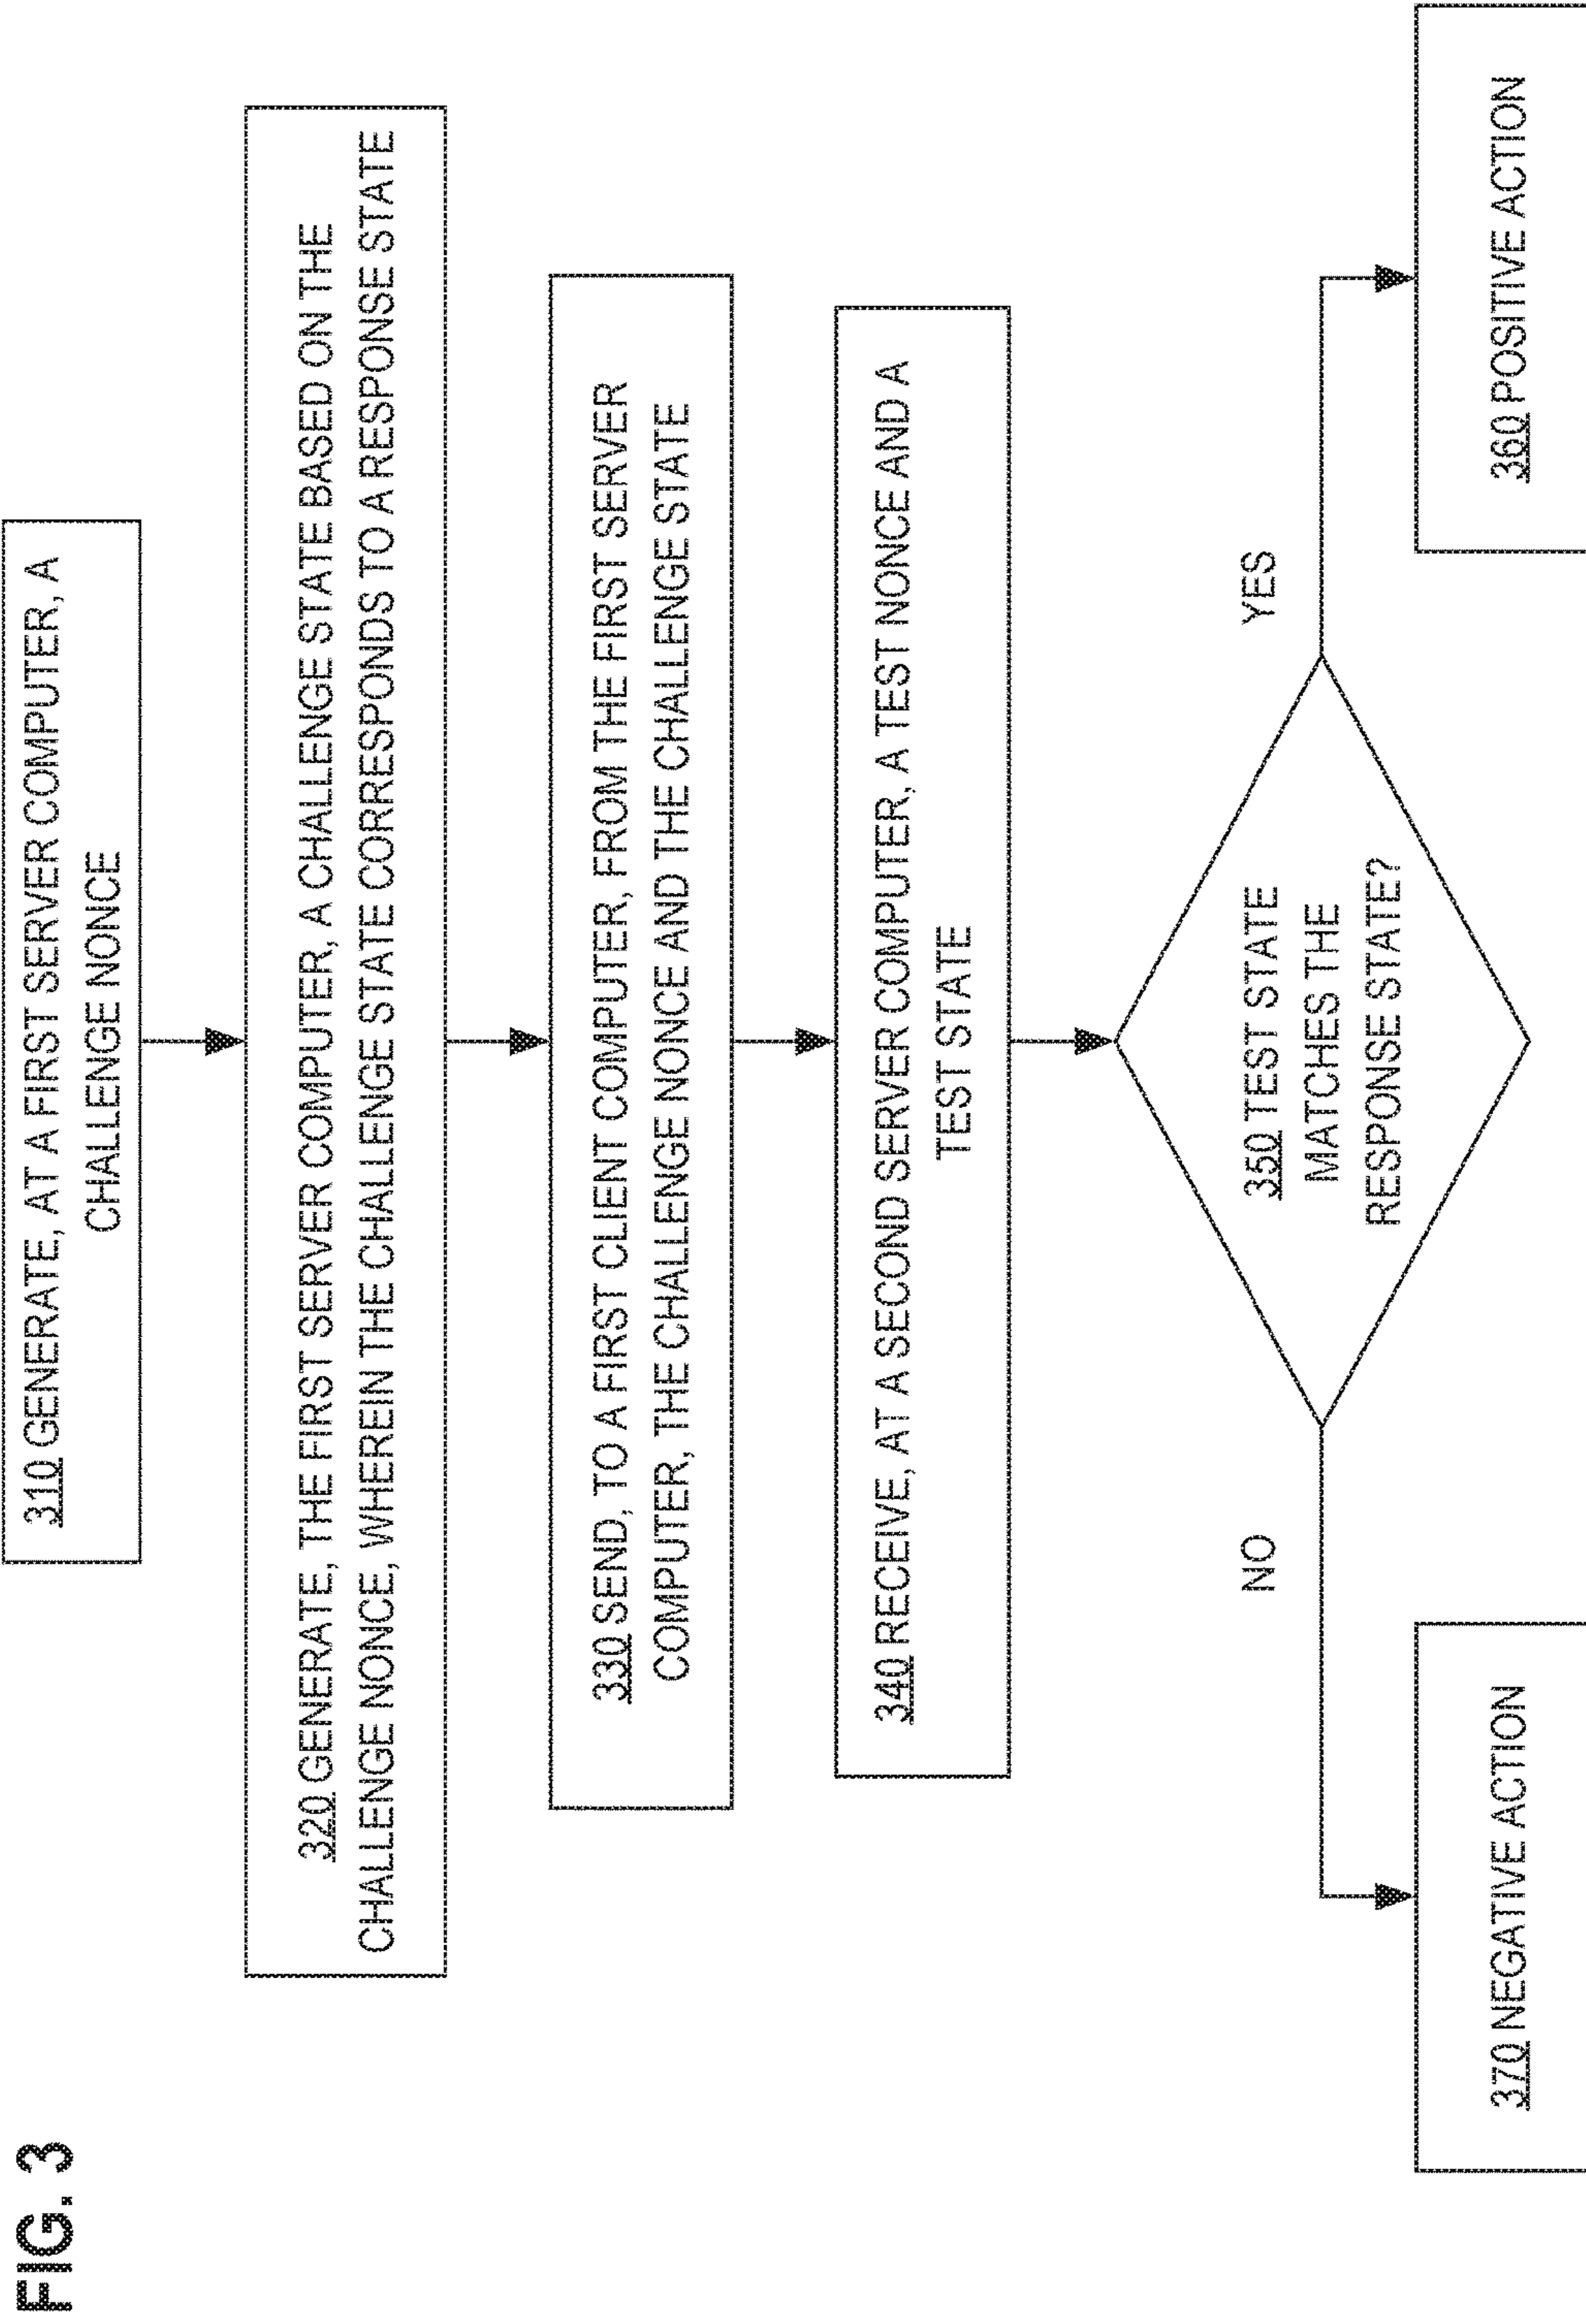 FIG. 3
310 GENERATE, AT A FIRST SERVER COMPUTER, A
CHALLENGE NONCE
320 GENERATE, THE FIRST SERVER COMPUTER, A CHALLENGE STATE BASED ON THE
CHALLENGE NONCE, WHEREIN THE CHALLENGE STATE CORRESPONDS TO A RESPONSE STATE
330 SEND, TO A FIRST CLIENT COMPUTER, FROM THE FIRST SERVER
COMPUTER, THE CHALLENGE NONCE AND THE CHALLENGE STATE
340 RECEIVE, AT A SECOND SERVER COMPUTER, A TEST NONCE AND A
TEST STATE
350 TEST STATE
MATCHES THE
RESPONSE STATE?
NO
YES
370 NEGATIVE ACTION
360 POSITIVE ACTION